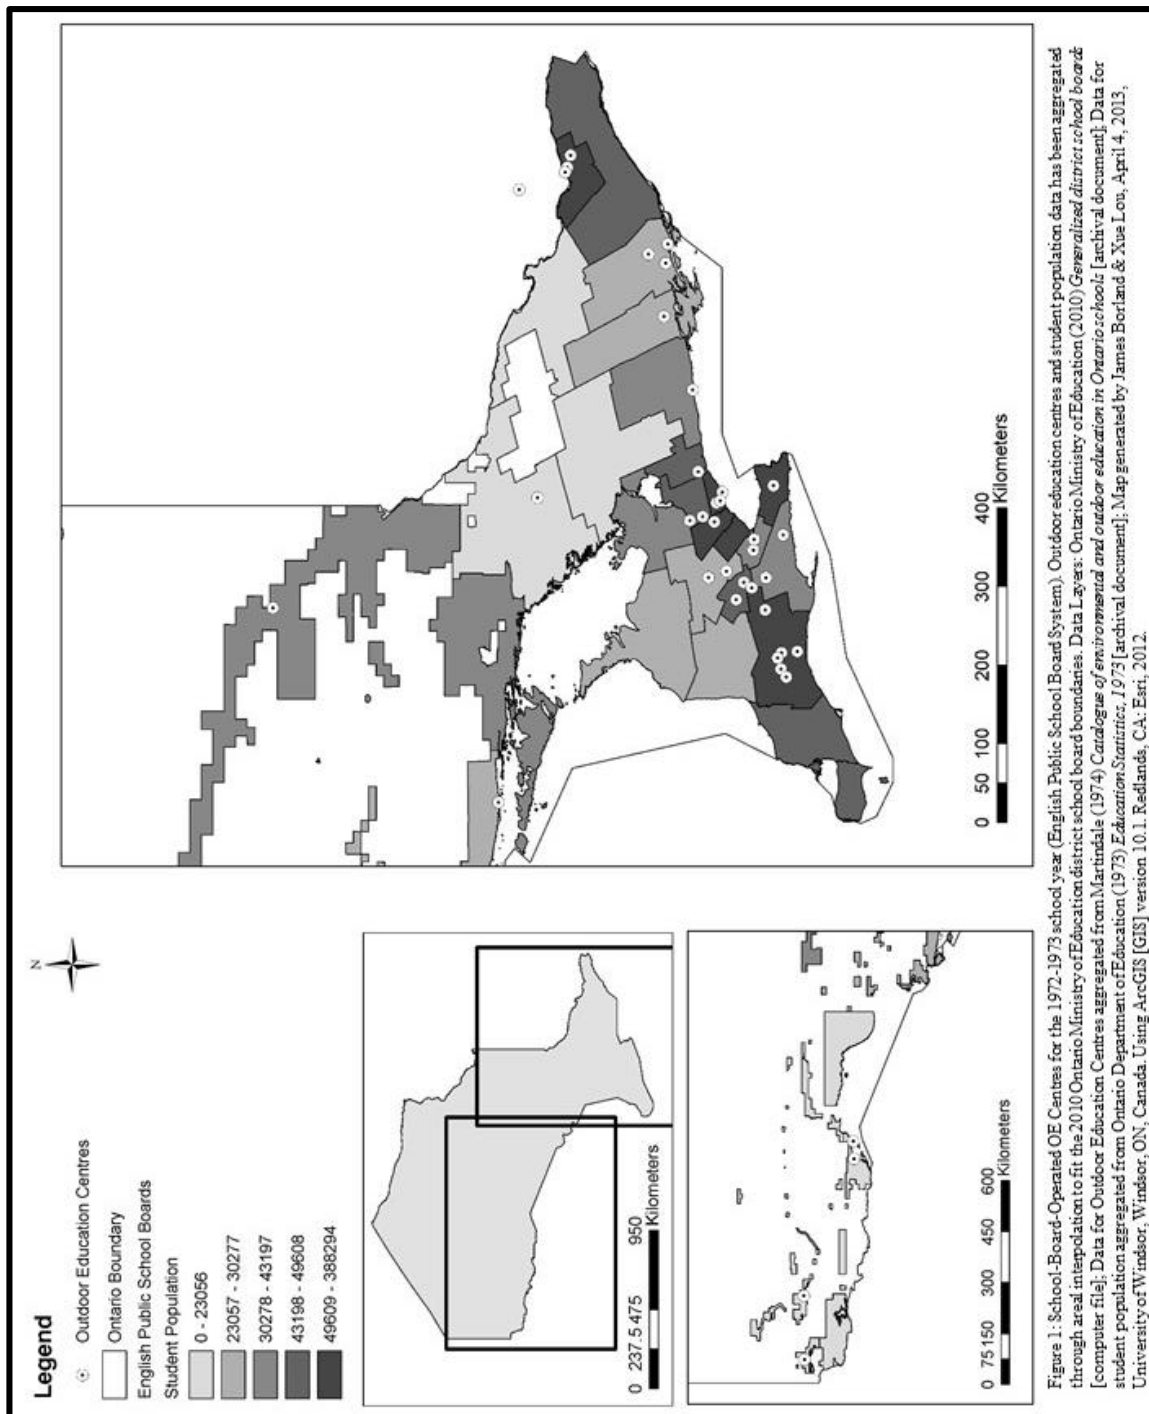 Legend
Outdoor Education Centres
Ontario Boundary
English Public School Boards
Student Population
0 - 23056
23057 - 30277
30278 - 43197
43198 - 49608
49609 - 388294
N
0 237.5 475 950
Kilometers
0 75 150 300 450 600
Kilometers
0 50 100 200 300 400
Kilometers
Figure 1: School-Board-Operated OE Centres for the 1972-1973 school year (English Public School Board System). Outdoor education centres and student population data has been aggregated
through areal interpolation to fit the 2010 Ontario Ministry of Education district school board boundaries. Data Layers: Ontario Ministry of Education (2010) Generalized district school boards
[computer file]; Data for Outdoor Education Centres aggregated from Martindale (1974) Catalogue of environmental and outdoor education in Ontario schools [archival document]; Data for
student population aggregated from Ontario Department of Education (1973) Education Statistics, 1973 [archival document]; Map generated by James Borland & Xue Lou, April 4, 2013,
University of Windsor, Windsor, ON, Canada. Using ArcGIS [GIS] version 10.1. Redlands, CA: Esri, 2012.